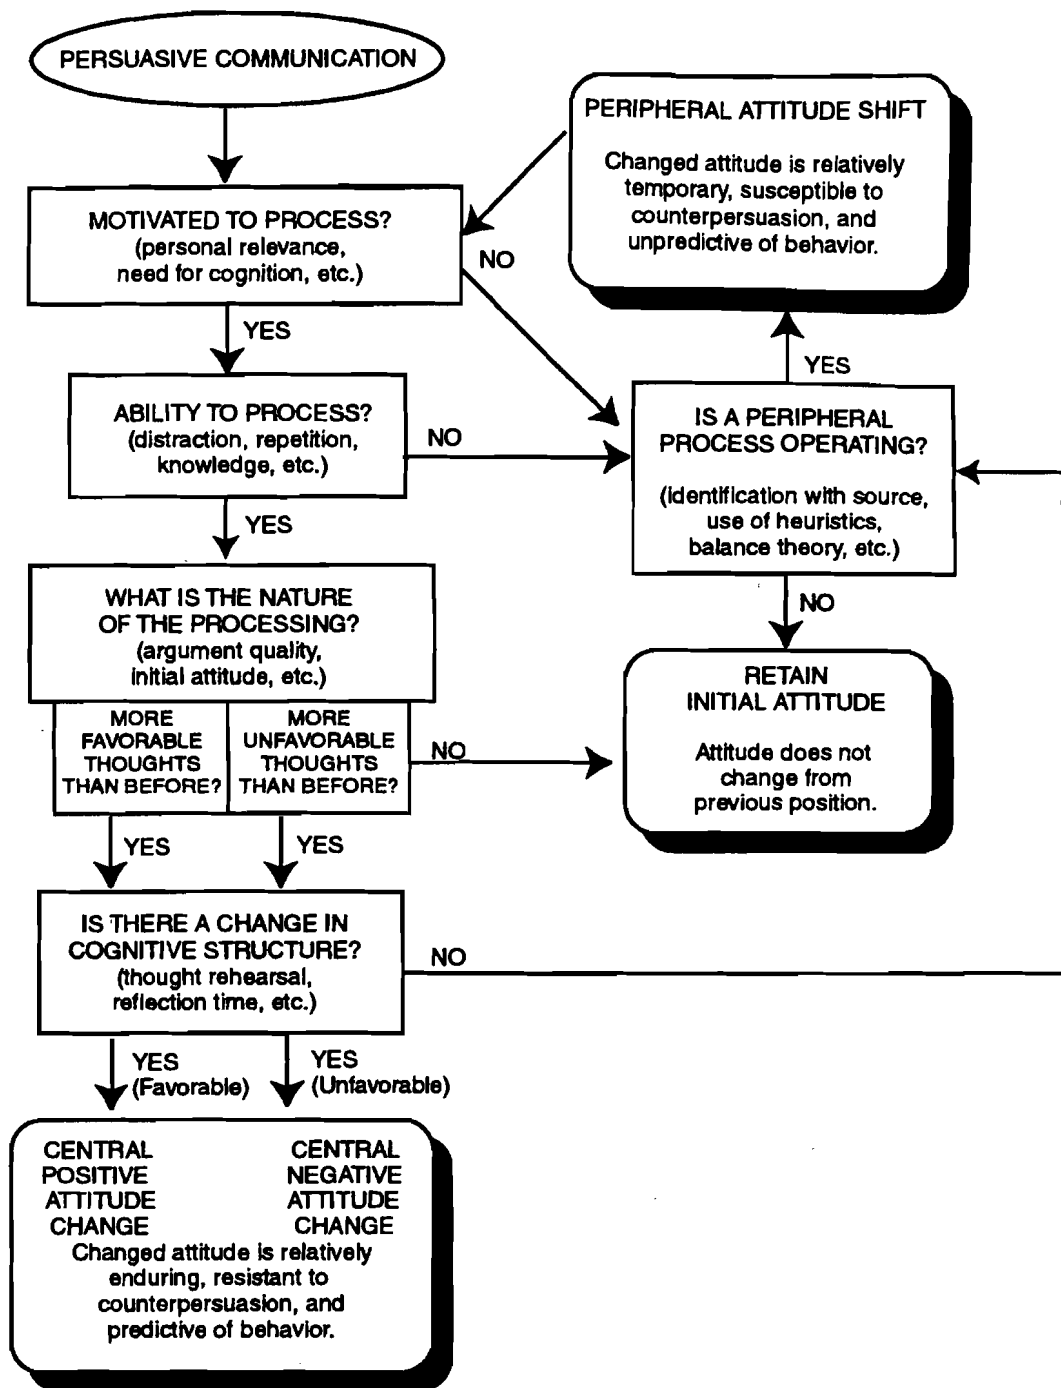 PERSUASIVE COMMUNICATION
PERIPHERAL ATTITUDE SHIFT
Changed attitude is relatively
temporary, susceptible to
counterpersuasion, and
unpredictive of behavior.
MOTIVATED TO PROCESS?
(personal relevance,
need for cognition, etc.)
NO
YES
YES
ABILITY TO PROCESS?
(distraction, repetition,
knowledge, etc.)
NO
IS A PERIPHERAL
PROCESS OPERATING?
(identification with source,
use of heuristics,
balance theory, etc.)
YES
NO
WHAT IS THE NATURE
OF THE PROCESSING?
(argument quality,
initial attitude, etc.)
MORE
FAVORABLE
THOUGHTS
THAN BEFORE?
MORE
UNFAVORABLE
THOUGHTS
THAN BEFORE?
NO
RETAIN
INITIAL ATTITUDE
Attitude does not
change from
previous position.
YES
YES
IS THERE A CHANGE IN
COGNITIVE STRUCTURE?
(thought rehearsal,
reflection time, etc.)
NO
YES
(Favorable)
YES
(Unfavorable)
CENTRAL
POSITIVE
ATTITUDE
CHANGE
CENTRAL
NEGATIVE
ATTITUDE
CHANGE
Changed attitude is relatively
enduring, resistant to
counterpersuasion, and
predictive of behavior.